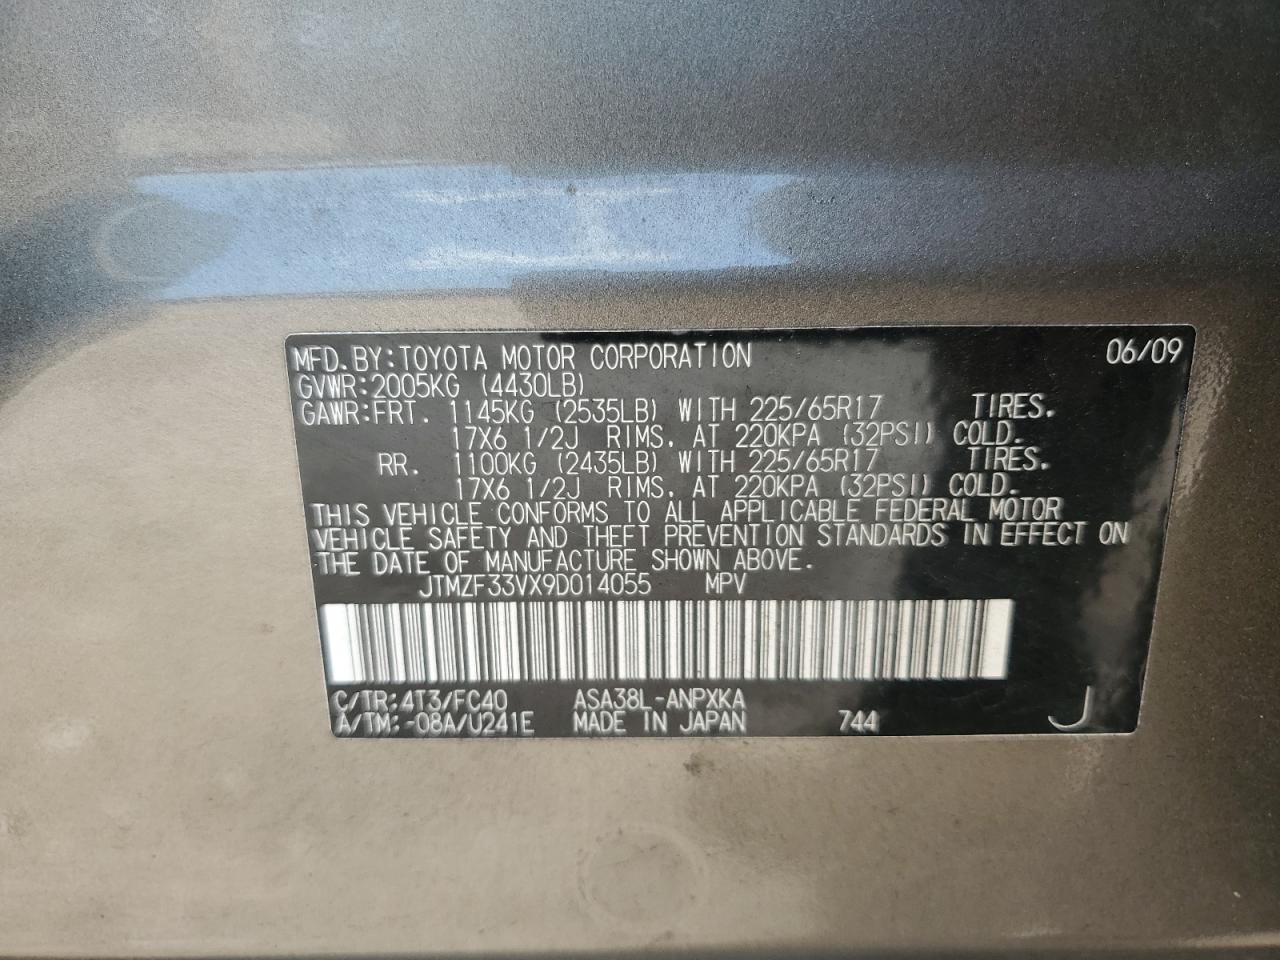 MFD.BY:TOYOTA MOTOR CORPORATION 06/09
GVWR:2005KG (4430LB)
GAWR:FRT. 1145KG (2535LB) WITH 225/65R17 TIRES.
17X6 1/2J RIMS. AT 220KPA (32PSI) COLD.
RR. 1100KG (2435LB) WITH 225/65R17 TIRES.
17X6 1/2J RIMS. AT 220KPA (32PSI) COLD.
THIS VEHICLE CONFORMS TO ALL APPLICABLE FEDERAL MOTOR
VEHICLE SAFETY AND THEFT PREVENTION STANDARDS IN EFFECT ON
THE DATE OF MANUFACTURE SHOWN ABOVE.
JTMZF33VX9D014055 MPV
C/TR:4T3/FC40 ASA38L-ANPXKA
A/TM:-08A/U241E MADE IN JAPAN 744 J